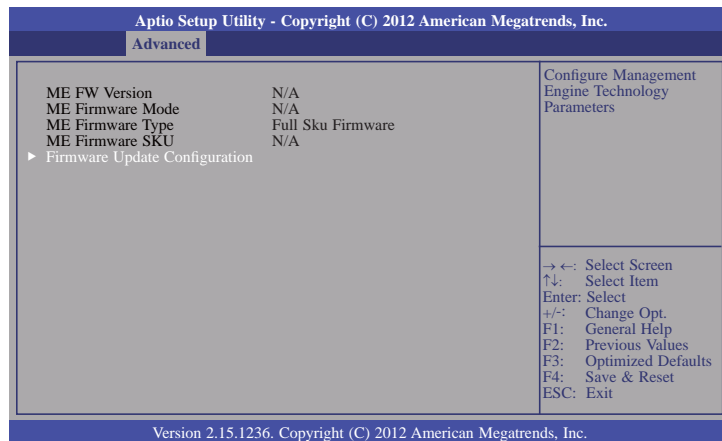 Aptio Setup Utility - Copyright (C) 2012 American Megatrends, Inc.
Advanced
ME FW Version N/A
ME Firmware Mode N/A
ME Firmware Type Full Sku Firmware
ME Firmware SKU N/A
▶ Firmware Update Configuration
Configure Management
Engine Technology
Parameters
→ ←: Select Screen
↑↓: Select Item
Enter: Select
+/-: Change Opt.
F1: General Help
F2: Previous Values
F3: Optimized Defaults
F4: Save & Reset
ESC: Exit
Version 2.15.1236. Copyright (C) 2012 American Megatrends, Inc.